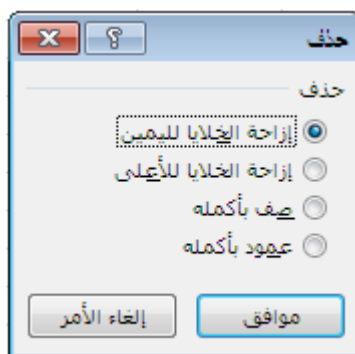 حذف
حذف
إزاحة الخلايا لليمين
إزاحة الخلايا للأعلى
صف بأكمله
عمود بأكمله
موافق
إلغاء الأمر